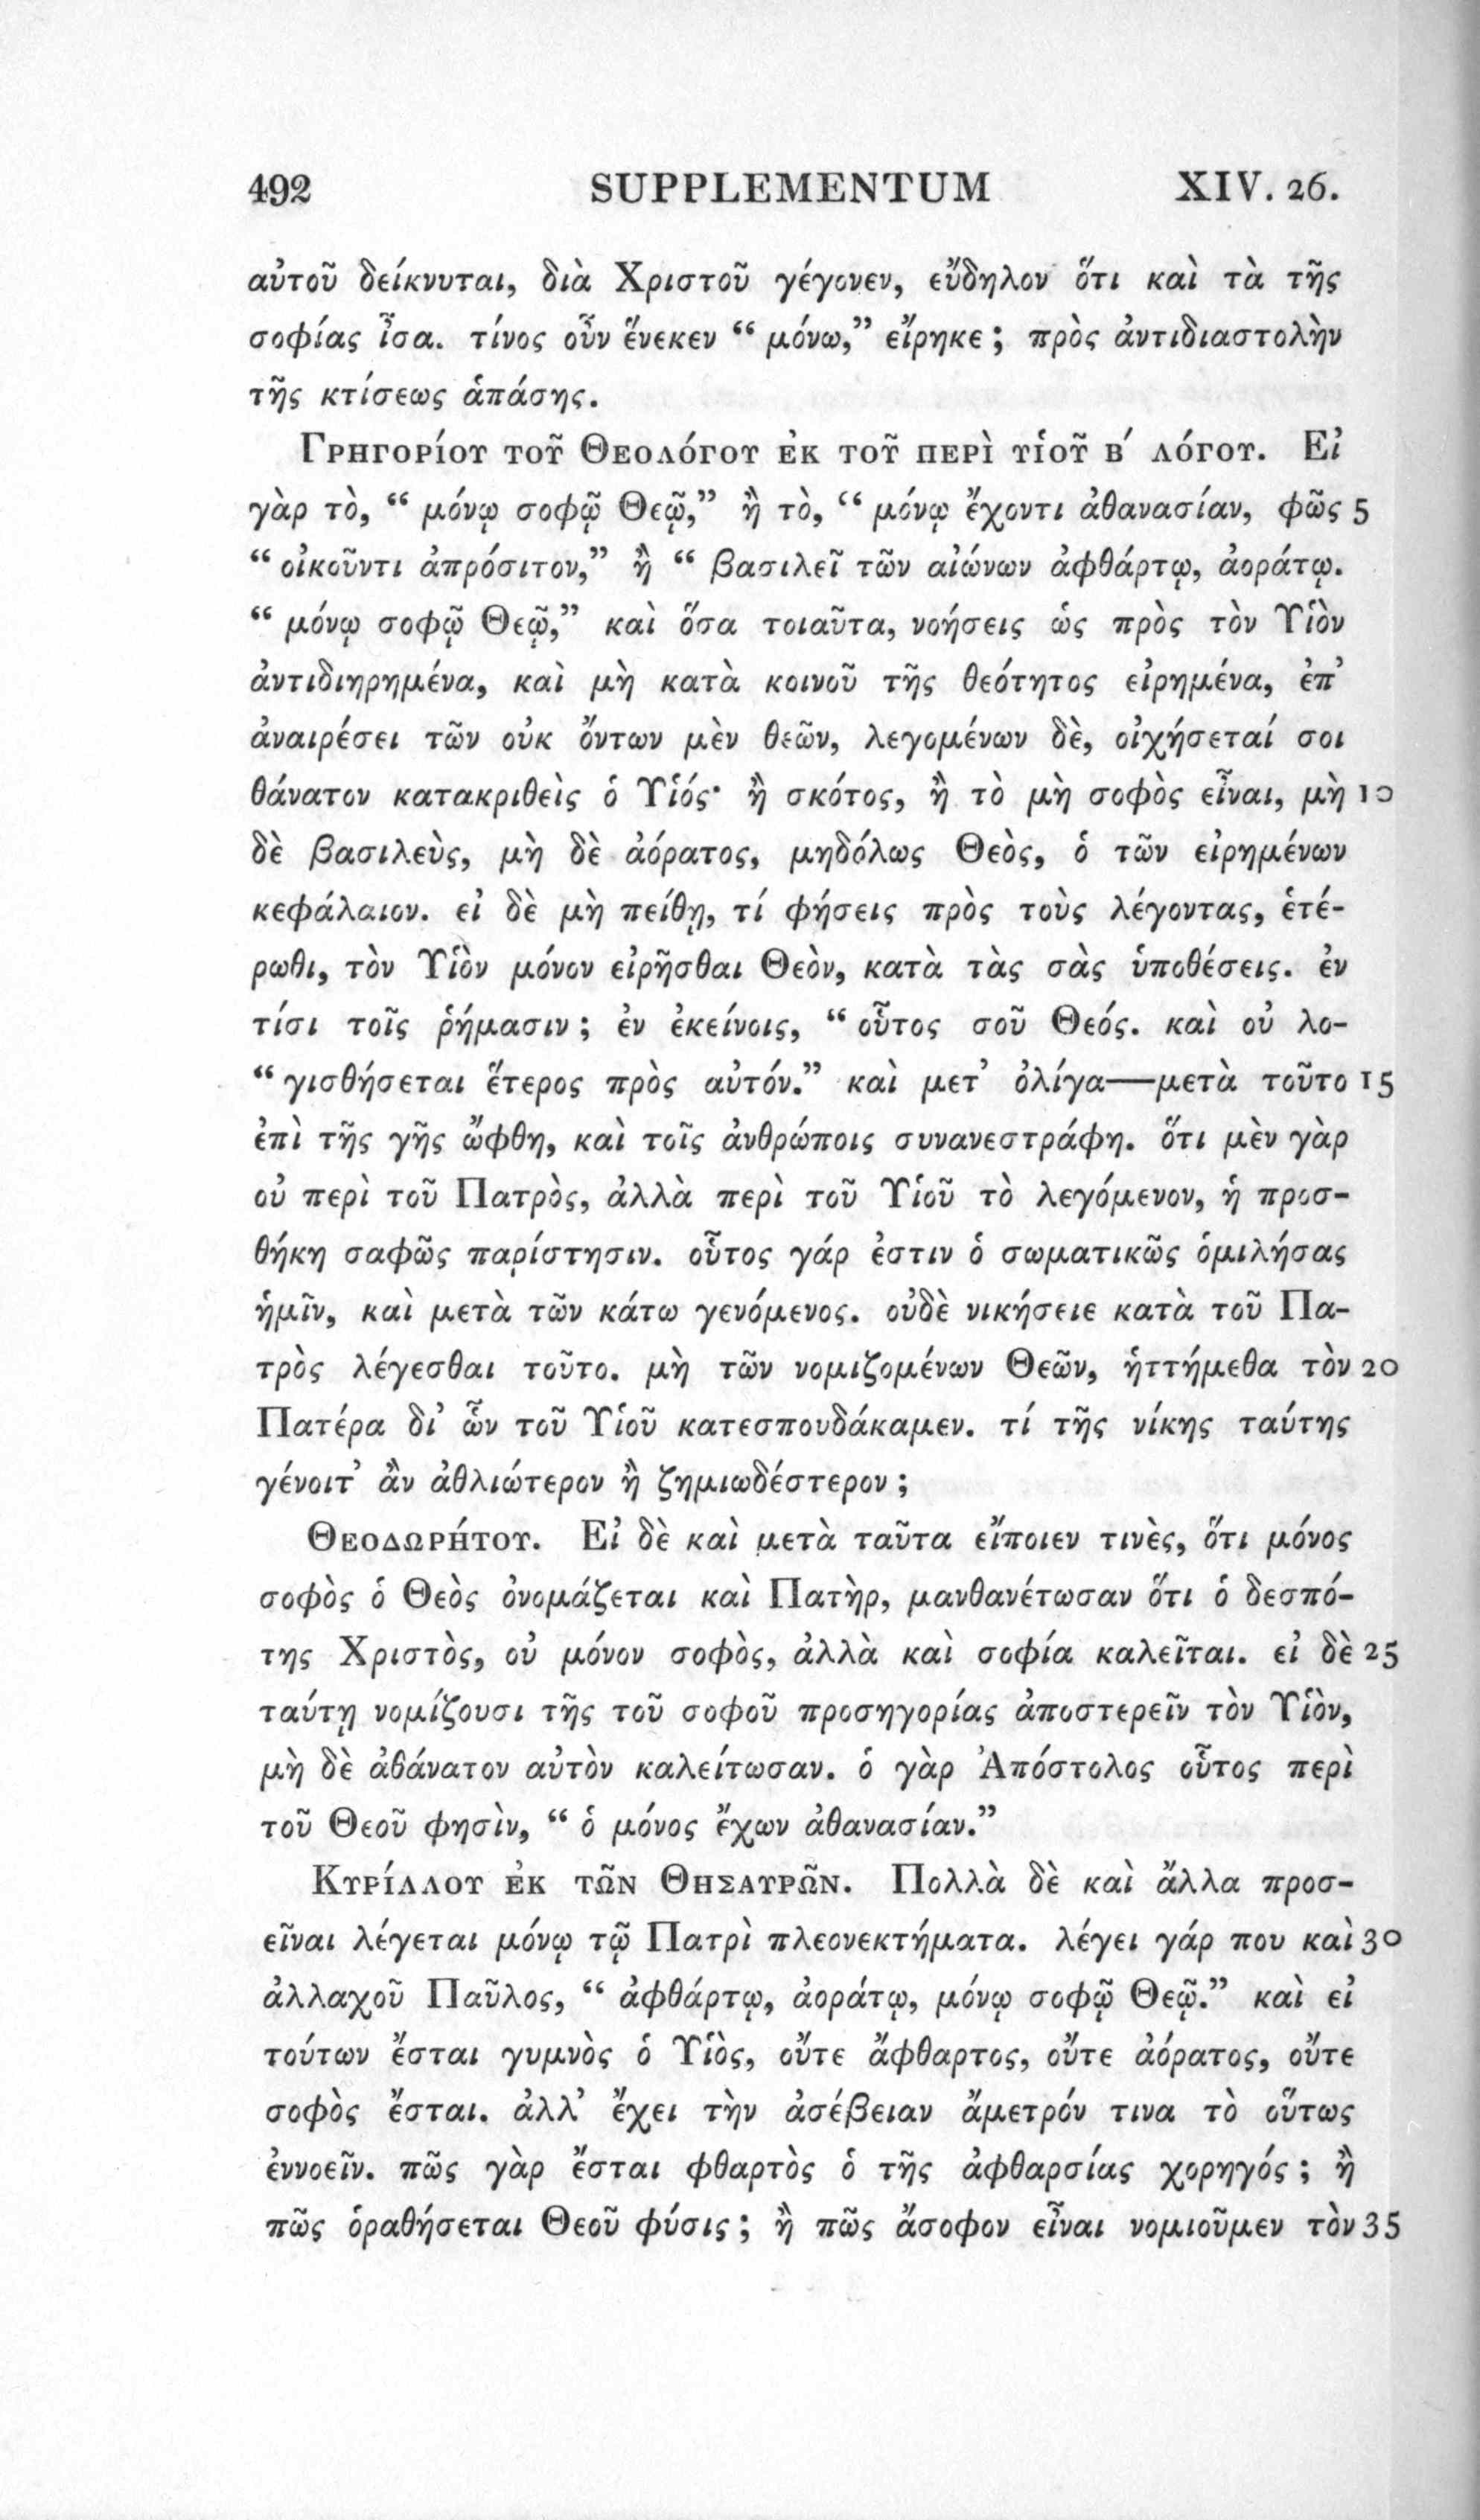 492 SUPPLEMENTUM XIV. 26.
αὐτοῦ δείκνυται, διὰ Χριστοῦ γέγονεν, εὔδηλον ὅτι καὶ τὰ τῆς
σοφίας ἶσα. τίνος οὖν ἕνεκεν “ μόνω,” εἴρηκε ; πρὸς ἀντιδιαστολὴν
τῆς κτίσεως ἁπάσης.
Γρηγορίου τοῦ Θεολόγου ἐκ τοῦ περὶ υἱοῦ β´ λόγου. Εἰ
γὰρ τὸ, “ μόνῳ σοφῷ Θεῷ,” ἢ τὸ, “ μόνῳ ἔχοντι ἀθανασίαν, φῶς 5
“ οἰκοῦντι ἀπρόσιτον,” ἢ “ βασιλεῖ τῶν αἰώνων ἀφθάρτῳ, ἀοράτῳ.
“ μόνῳ σοφῷ Θεῷ,” καὶ ὅσα τοιαῦτα, νοήσεις ὡς πρὸς τὸν Υἱὸν
ἀντιδιηρημένα, καὶ μὴ κατὰ κοινοῦ τῆς θεότητος εἰρημένα, ἐπ’
ἀναιρέσει τῶν οὐκ ὄντων μὲν θεῶν, λεγομένων δὲ, οἰχήσεταί σοι
θάνατον κατακριθεὶς ὁ Υἱός· ἢ σκότος, ἢ τὸ μὴ σοφὸς εἶναι, μὴ 10
δὲ βασιλεὺς, μὴ δὲ ἀόρατος, μηδόλως Θεὸς, ὁ τῶν εἰρημένων
κεφάλαιον. εἰ δὲ μὴ πείθῃ, τί φήσεις πρὸς τοὺς λέγοντας, ἑτέ-
ρωθι, τὸν Υἱὸν μόνον εἰρῆσθαι Θεὸν, κατὰ τὰς σὰς ὑποθέσεις. ἐν
τίσι τοῖς ῥήμασιν ; ἐν ἐκείνοις, “ οὗτος σοῦ Θεός. καὶ οὐ λο-
“ γισθήσεται ἕτερος πρὸς αὐτόν.” καὶ μετ’ ὀλίγα—μετὰ τοῦτο 15
ἐπὶ τῆς γῆς ὤφθη, καὶ τοῖς ἀνθρώποις συνανεστράφη. ὅτι μὲν γὰρ
οὐ περὶ τοῦ Πατρὸς, ἀλλὰ περὶ τοῦ Υἱοῦ τὸ λεγόμενον, ἡ προσ-
θήκη σαφῶς παρίστησιν. οὗτος γάρ ἐστιν ὁ σωματικῶς ὁμιλήσας
ἡμῖν, καὶ μετὰ τῶν κάτω γενόμενος. οὐδὲ νικήσειε κατὰ τοῦ Πα-
τρὸς λέγεσθαι τοῦτο. μὴ τῶν νομιζομένων Θεῶν, ἡττήμεθα τὸν 20
Πατέρα δι’ ὧν τοῦ Υἱοῦ κατεσπουδάκαμεν. τί τῆς νίκης ταύτης
γένοιτ’ ἂν ἀθλιώτερον ἢ ζημιωδέστερον ;
Θεοδωρήτου. Εἰ δὲ καὶ μετὰ ταῦτα εἴποιεν τινὲς, ὅτι μόνος
σοφὸς ὁ Θεὸς ὀνομάζεται καὶ Πατὴρ, μανθανέτωσαν ὅτι ὁ δεσπό-
της Χριστὸς, οὐ μόνον σοφὸς, ἀλλὰ καὶ σοφία καλεῖται. εἰ δὲ 25
ταύτῃ νομίζουσι τῆς τοῦ σοφοῦ προσηγορίας ἀποστερεῖν τὸν Υἱὸν,
μὴ δὲ ἀθάνατον αὐτὸν καλείτωσαν. ὁ γὰρ Ἀπόστολος οὗτος περὶ
τοῦ Θεοῦ φησὶν, “ ὁ μόνος ἔχων ἀθανασίαν.”
Κυρίλλου ἐκ τῶν Θησαυρῶν. Πολλὰ δὲ καὶ ἄλλα προσ-
εῖναι λέγεται μόνῳ τῷ Πατρὶ πλεονεκτήματα. λέγει γάρ που καὶ 30
ἀλλαχοῦ Παῦλος, “ ἀφθάρτῳ, ἀοράτῳ, μόνῳ σοφῷ Θεῷ.” καὶ εἰ
τούτων ἔσται γυμνὸς ὁ Υἱὸς, οὔτε ἄφθαρτος, οὔτε ἀόρατος, οὔτε
σοφὸς ἔσται. ἀλλ’ ἔχει τὴν ἀσέβειαν ἄμετρόν τινα τὸ οὕτως
ἐννοεῖν. πῶς γὰρ ἔσται φθαρτὸς ὁ τῆς ἀφθαρσίας χορηγός ; ἢ
πῶς ὁραθήσεται Θεοῦ φύσις ; ἢ πῶς ἄσοφον εἶναι νομιοῦμεν τὸν 35